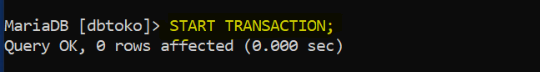 MariaDB [dbtoko]> START TRANSACTION;
Query OK, 0 rows affected (0.000 sec)